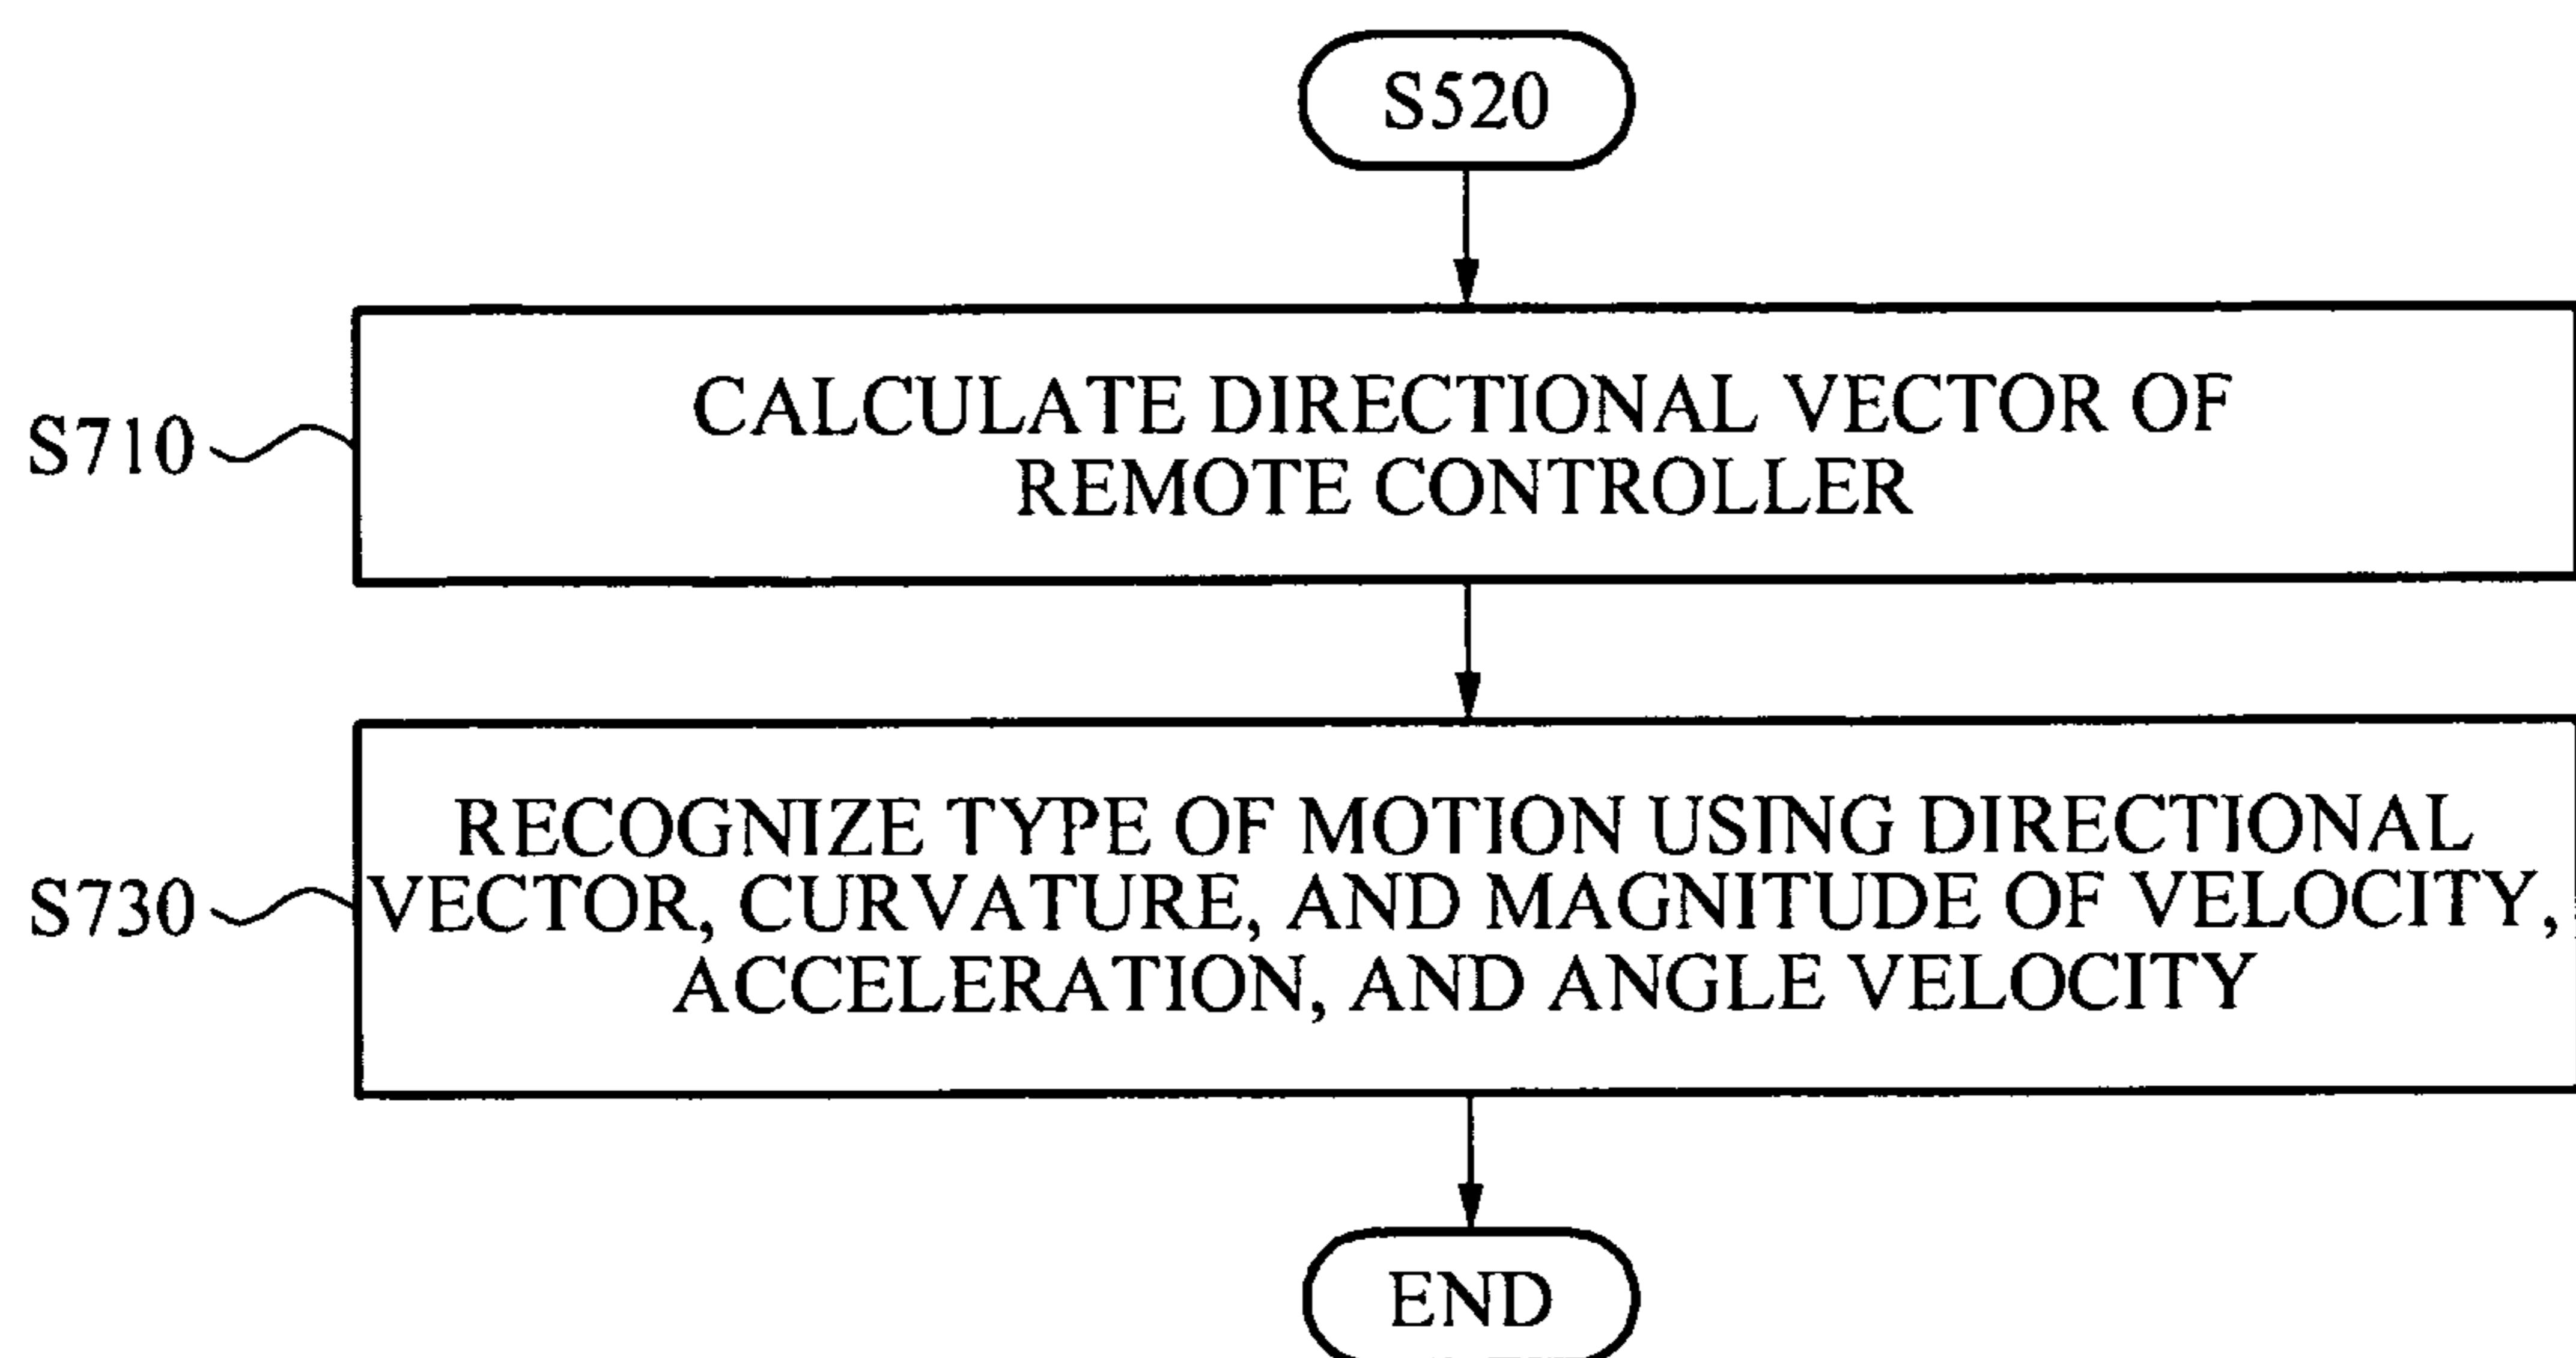 S520
CALCULATE DIRECTIONAL VECTOR OF
REMOTE CONTROLLER
S710
RECOGNIZE TYPE OF MOTION USING DIRECTIONAL
VECTOR, CURVATURE, AND MAGNITUDE OF VELOCITY,
ACCELERATION, AND ANGLE VELOCITY
S730
END